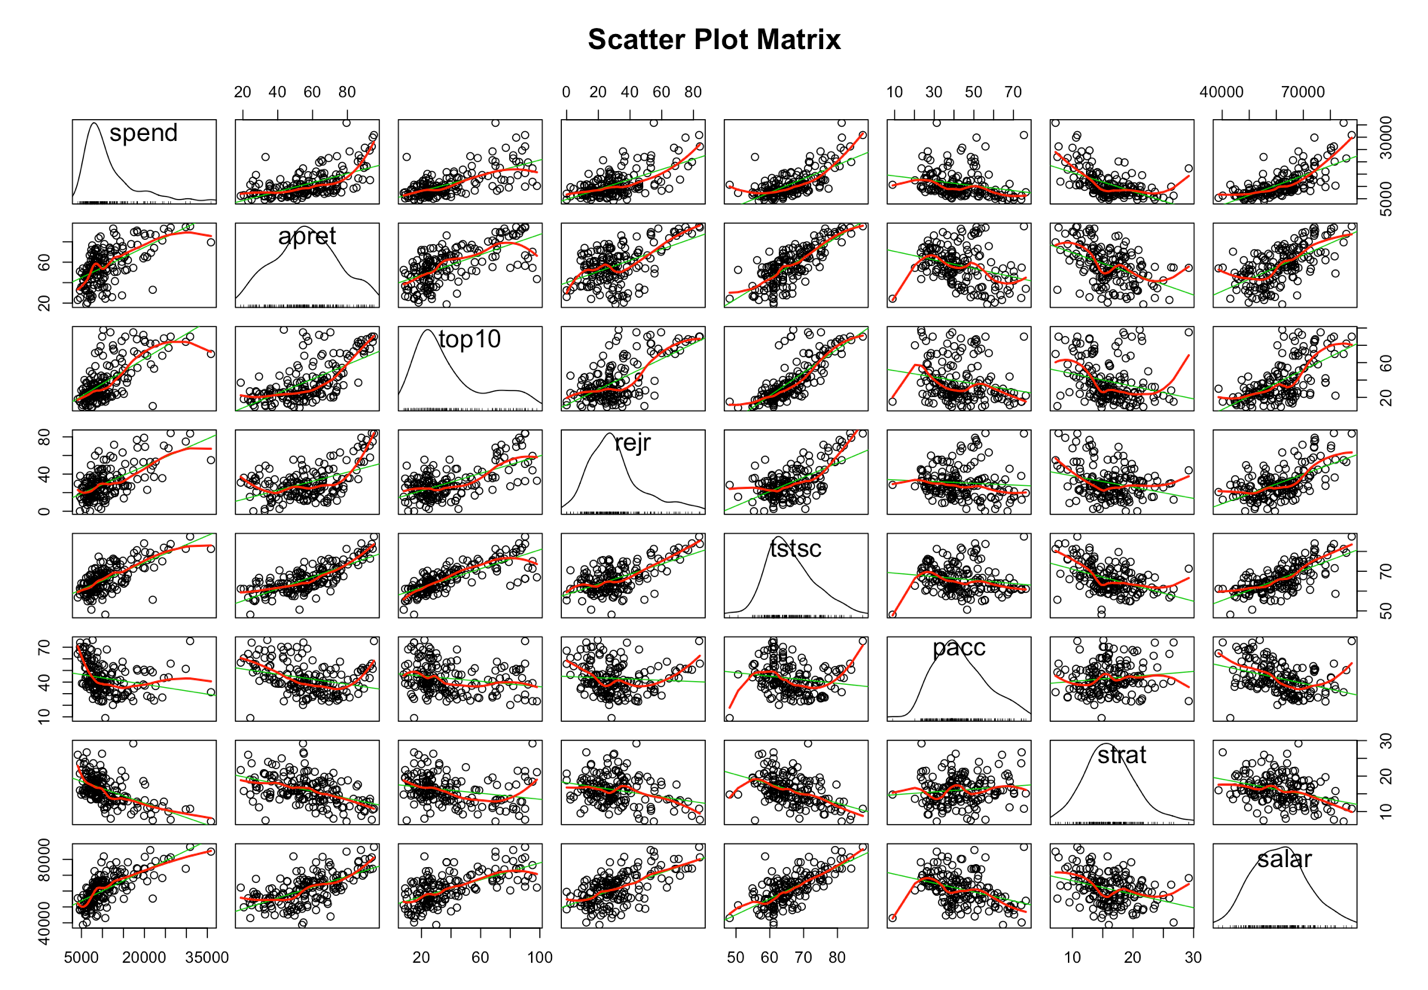 Scatter Plot Matrix
20 40 60 80
0 20 40 60 80
10 30 50 70
40000 70000
spend
5000 30000
apret
20 60
top10
20 60
rejr
0 40 80
tstsc
50 70
pacc
10 40 70
strat
10 20 30
salar
40000 80000
5000 20000 35000
20 60 100
50 60 70 80
10 20 30